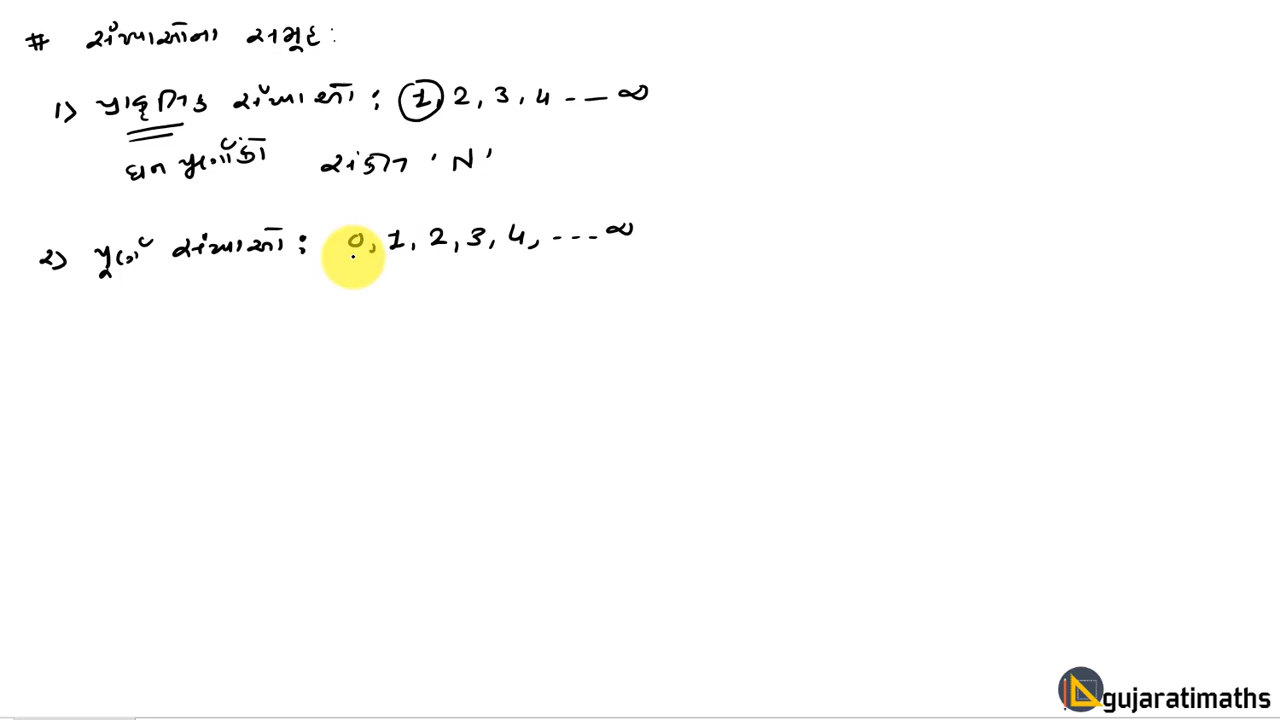 # સંખ્યાઓના સમૂહ :
1) પ્રાકૃતિક સંખ્યાઓ : 1, 2, 3, 4 - - - ∞
ધન પૂર્ણાંકો સંકેત 'N'
2) પૂર્ણ સંખ્યાઓ : 0, 1, 2, 3, 4, - - - ∞
gujaratimaths